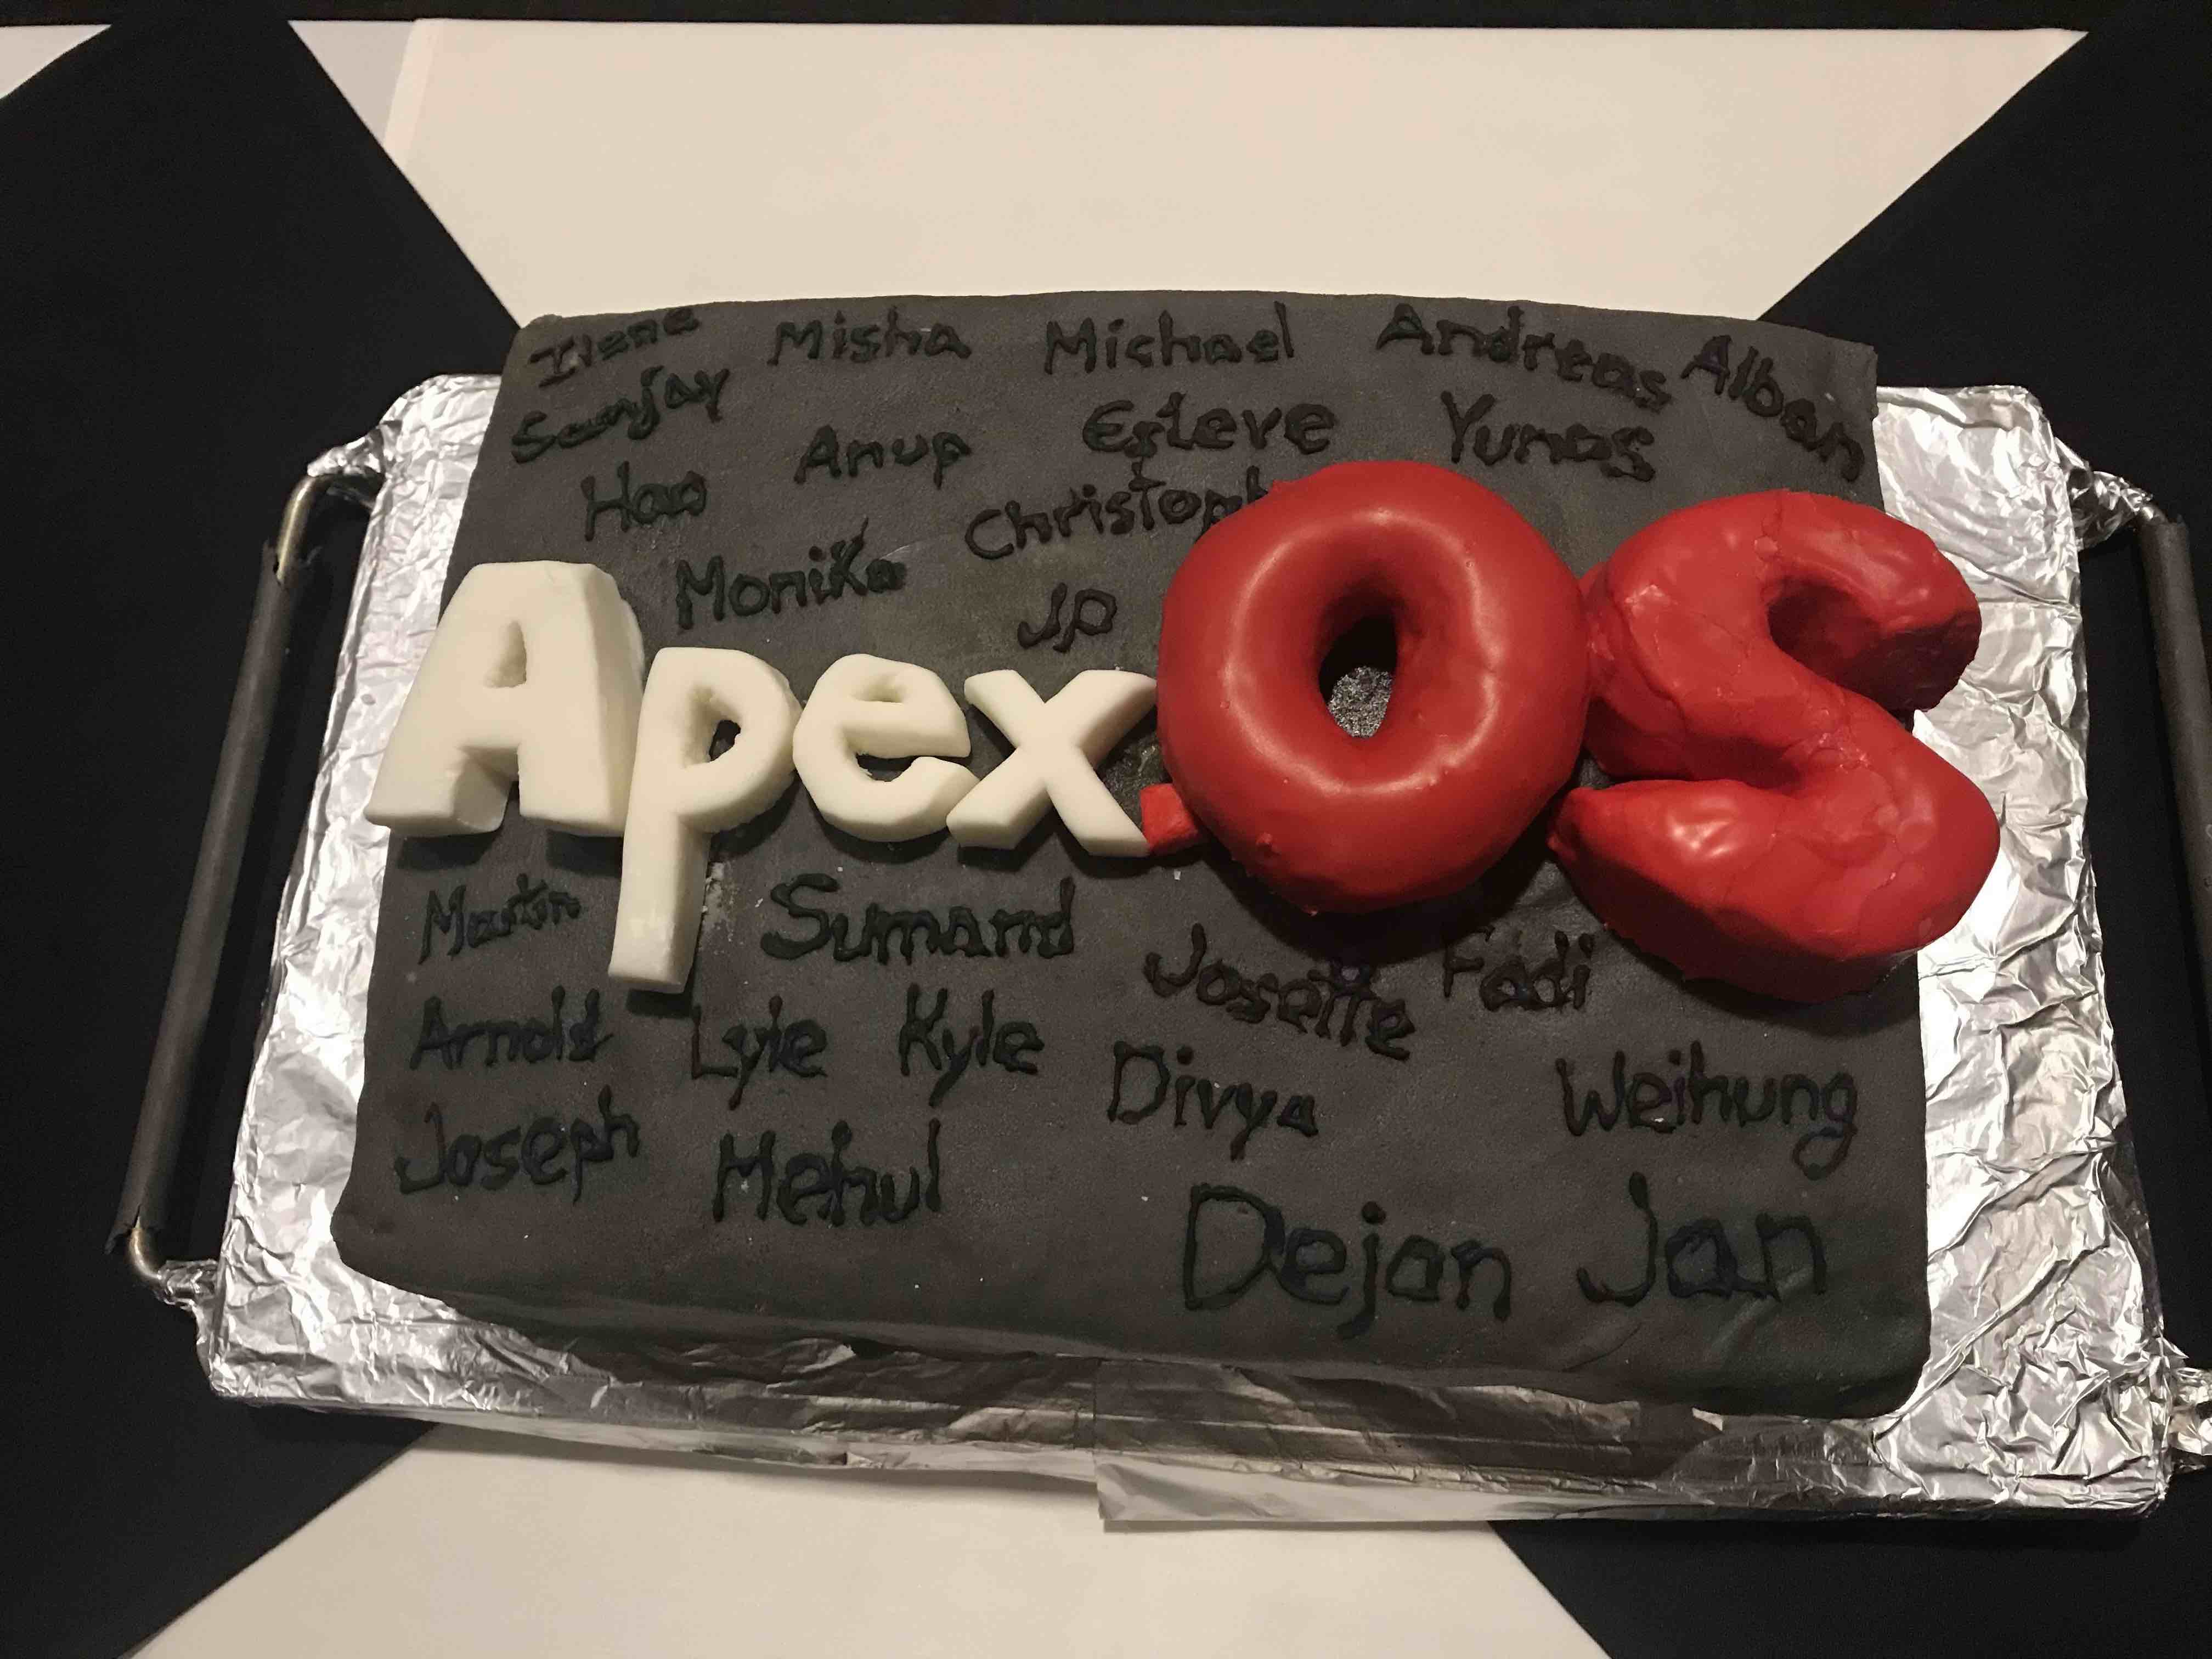 Ilene Misha Michael Andreas Alban
Sanjay Anup Esteve Yunas
Hao Christoph
Monika JP
Apex.OS
Martin Sumand
Josette Fadi
Arnold Lyle Kyle
Divya Weihung
Joseph Mehul
Dejan Jan